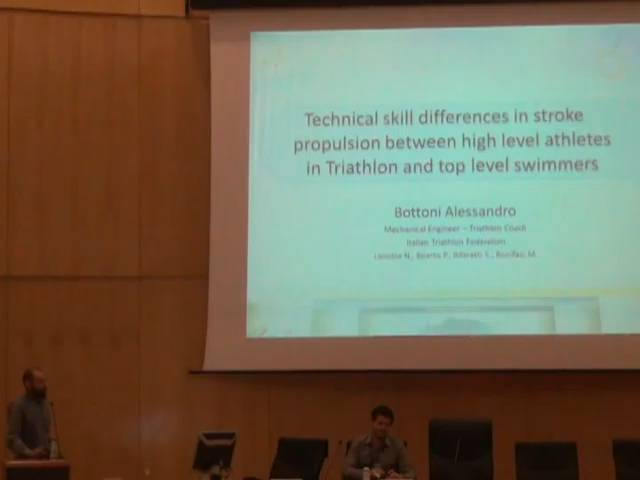 Technical skill differences in stroke
propulsion between high level athletes
in Triathlon and top level swimmers
Bottoni Alessandro
Mechanical Engineer – Triathlon Coach
Italian Triathlon Federation
N., P., S., Bonifazi M.